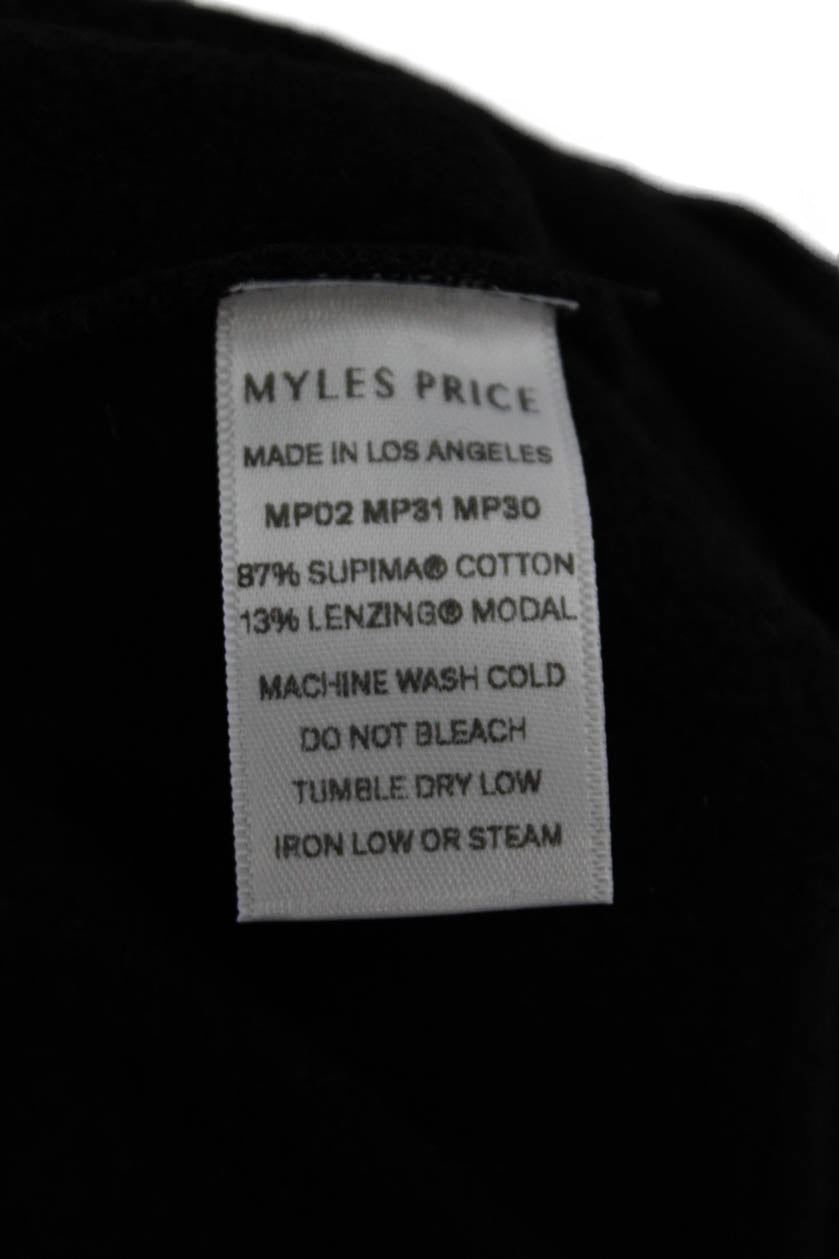 MYLES PRICE
MADE IN LOS ANGELES
MP02 MP31 MP30
87% SUPIMA® COTTON
13% LENZING® MODAL
MACHINE WASH COLD
DO NOT BLEACH
TUMBLE DRY LOW
IRON LOW OR STEAM